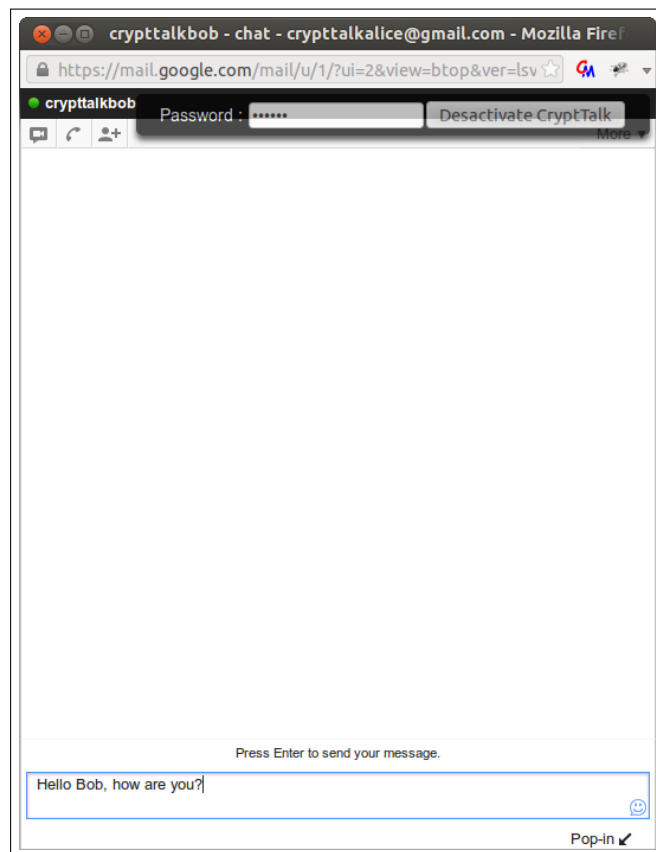 crypttalkbob - chat - crypttalkalice@gmail.com - Mozilla Firef
https://mail.google.com/mail/u/1/?ui=2&view=btop&ver=lsv
crypttalkbob
Password : •••••• Desactivate CryptTalk
More
Press Enter to send your message.
Hello Bob, how are you?
Pop-in